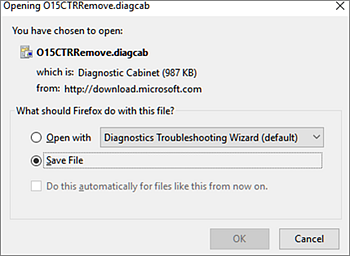 Opening O15CTRRemove.diagcab
You have chosen to open:
O15CTRRemove.diagcab
which is: Diagnostic Cabinet (987 KB)
from: http://download.microsoft.com
What should Firefox do with this file?
Open with Diagnostics Troubleshooting Wizard (default)
Save File
Do this automatically for files like this from now on.
OK Cancel